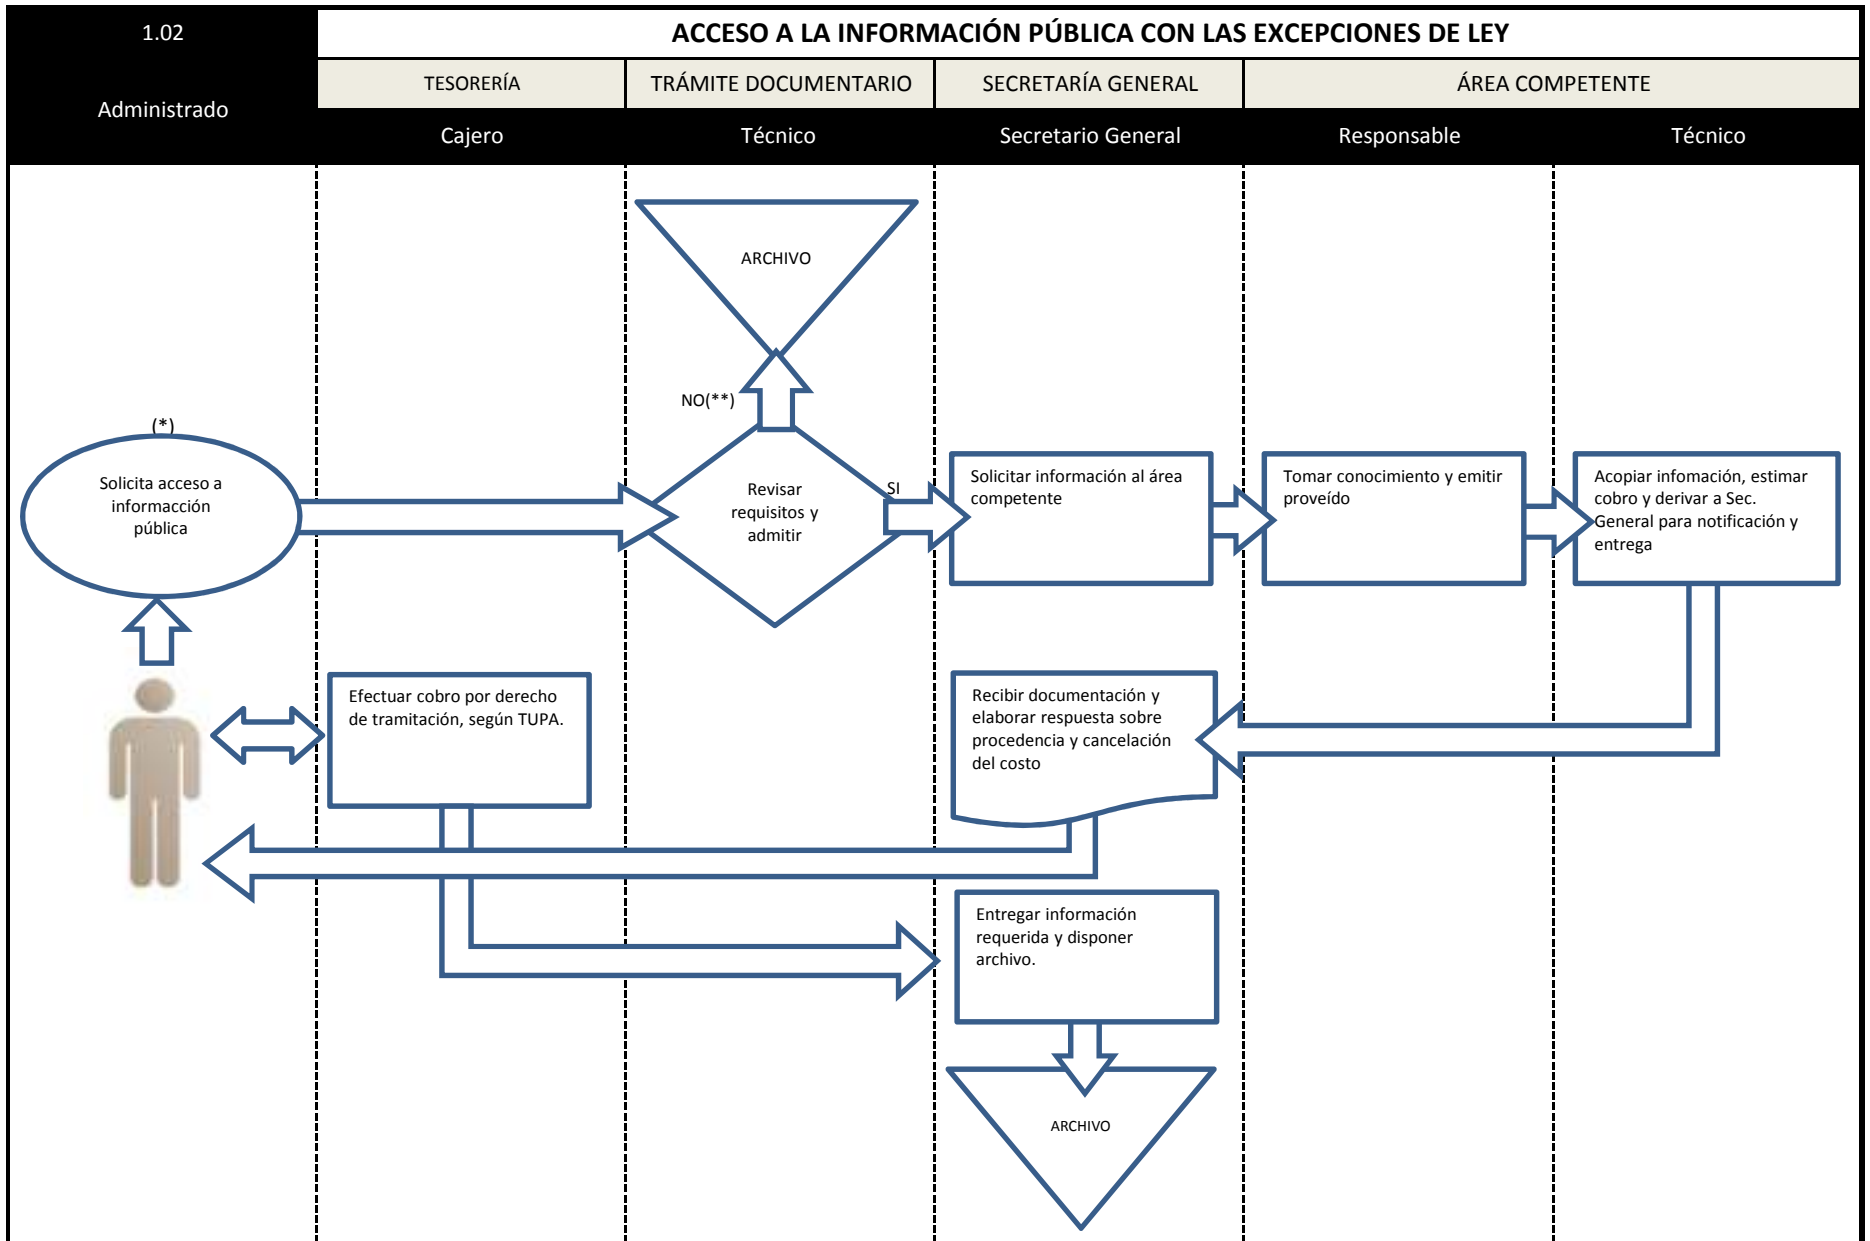 1.02
ACCESO A LA INFORMACIÓN PÚBLICA CON LAS EXCEPCIONES DE LEY
Administrado
TESORERÍA
TRÁMITE DOCUMENTARIO
SECRETARÍA GENERAL
ÁREA COMPETENTE
Cajero
Técnico
Secretario General
Responsable
Técnico
ARCHIVO
NO(**)
(*)
Solicita acceso a
informacción
pública
Revisar
requisitos y
admitir
SI
Solicitar información al área
competente
Tomar conocimiento y emitir
proveído
Acopiar infomación, estimar
cobro y derivar a Sec.
General para notificación y
entrega
Efectuar cobro por derecho
de tramitación, según TUPA.
Recibir documentación y
elaborar respuesta sobre
procedencia y cancelación
del costo
Entregar información
requerida y disponer
archivo.
ARCHIVO